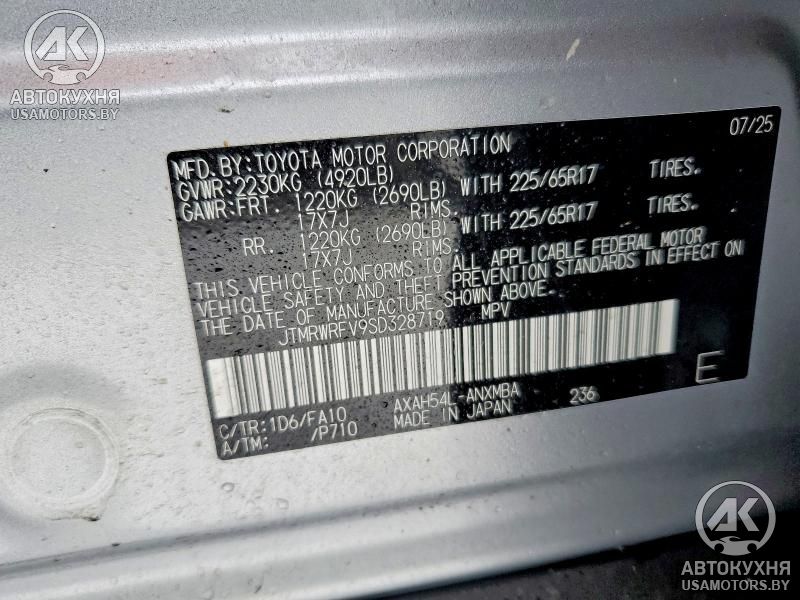 AK
АВТОКУХНЯ
USAMOTORS.BY
07/25
MFD. BY: TOYOTA MOTOR CORPORATION
GVWR: 2230KG (4920LB)
GAWR: FRT. 1220KG (2690LB) WITH 225/65R17 TIRES.
17X7J RIMS.
RR. 1220KG (2690LB) WITH 225/65R17 TIRES.
17X7J RIMS.
THIS VEHICLE CONFORMS TO ALL APPLICABLE FEDERAL MOTOR
VEHICLE SAFETY AND THEFT PREVENTION STANDARDS IN EFFECT ON
THE DATE OF MANUFACTURE SHOWN ABOVE.
JTMRWRFV9SD328719 MPV
E
C/TR: 1D6/FA10 AXAH54L-ANXMBA 236
A/TM: /P710 MADE IN JAPAN
AK
АВТОКУХНЯ
USAMOTORS.BY